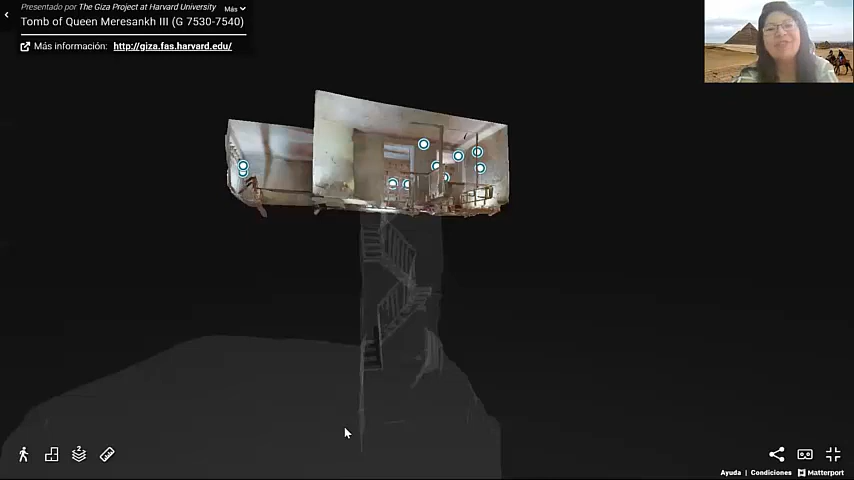 Presentado por The Giza Project at Harvard University
Más
Tomb of Queen Meresankh III (G 7530-7540)
Más información: http://giza.fas.harvard.edu/
2
Ayuda | Condiciones
Matterport